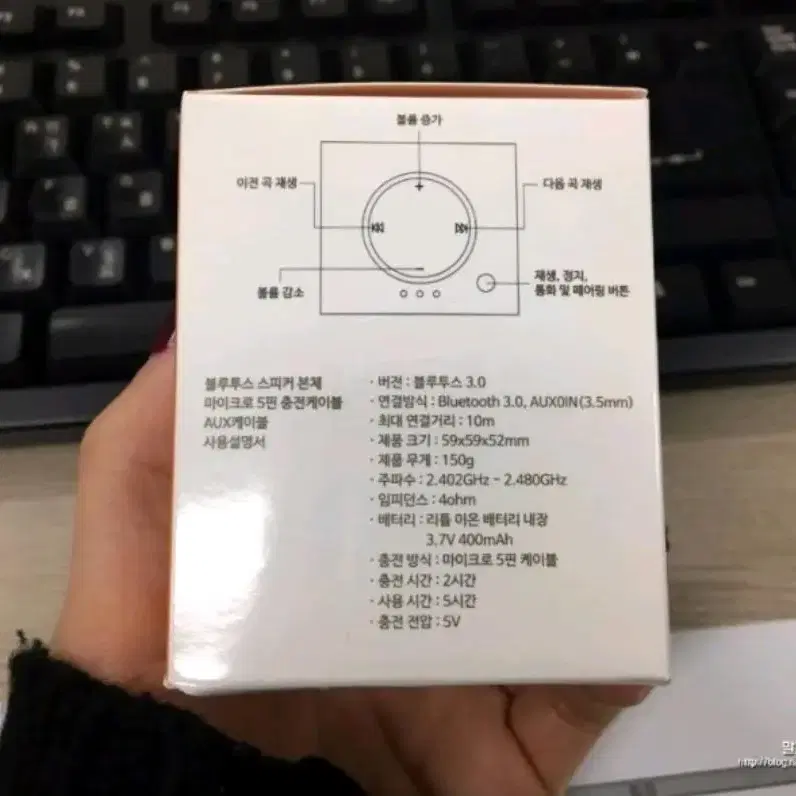 볼륨 증가
이전 곡 재생
다음 곡 재생
볼륨 감소
재생, 정지,
통화 및 페어링 버튼
블루투스 스피커 본체
마이크로 5핀 충전케이블
AUX케이블
사용설명서
· 버전 : 블루투스 3.0
· 연결방식 : Bluetooth 3.0, AUX0IN(3.5mm)
· 최대 연결거리 : 10m
· 제품 크기 : 59x59x52mm
· 제품 무게 : 150g
· 주파수 : 2.402GHz ~ 2.480GHz
· 임피던스 : 4ohm
· 배터리 : 리튬 이온 배터리 내장
3.7V 400mAh
· 충전 방식 : 마이크로 5핀 케이블
· 충전 시간 : 2시간
· 사용 시간 : 5시간
· 충전 전압 : 5V